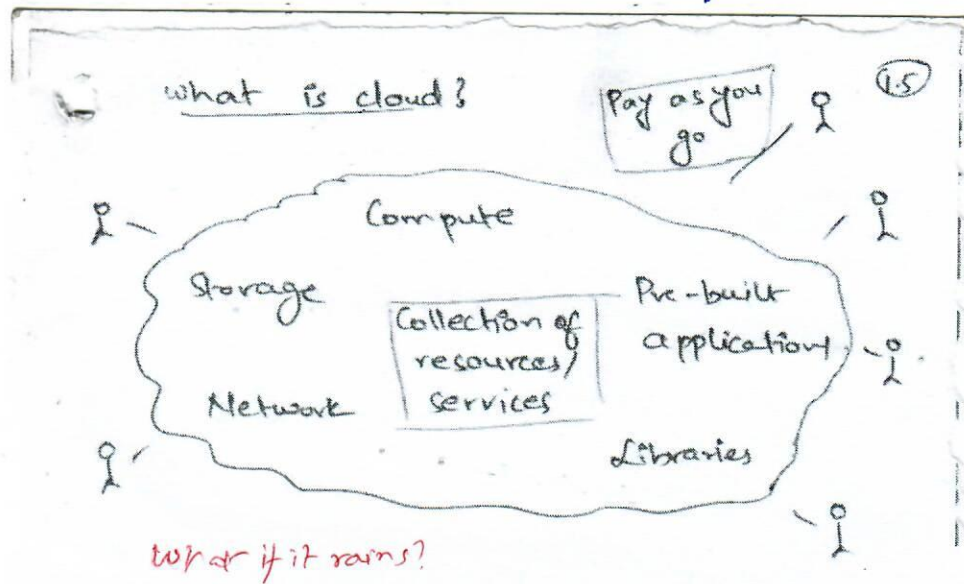 What is cloud?
Pay as you
go
1.5
Compute
Storage
Pre-built
applications
Collection of
resources/
services
Network
Libraries
What if it rains?